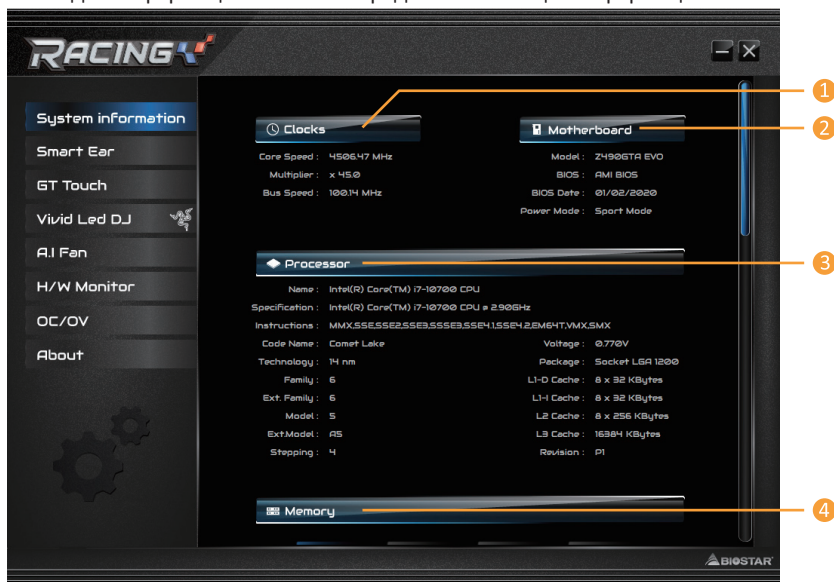 RACING
System information
Smart Ear
GT Touch
Vivid Led DJ
A.I Fan
H/W Monitor
OC/OV
About
Clocks
Core Speed : 4506.47 MHz
Multiplier : x 45.0
Bus Speed : 100.14 MHz
1
Motherboard
Model : Z490GTA EVO
BIOS : AMI BIOS
BIOS Date : 01/02/2020
Power Mode : Sport Mode
2
Processor
3
Name : Intel(R) Core(TM) i7-10700 CPU
Specification : Intel(R) Core(TM) i7-10700 CPU @ 2.90GHz
Instructions : MMX,SSE,SSE2,SSE3,SSSE3,SSE4.1,SSE4.2,EM64T,VMX,SMX
Code Name : Comet Lake
Technology : 14 nm
Family : 6
Ext. Family : 6
Model : 5
Ext.Model : A5
Stepping : 4
Voltage : 0.770V
Package : Socket LGA 1200
L1-D Cache : 8 x 32 KBytes
L1-I Cache : 8 x 32 KBytes
L2 Cache : 8 x 256 KBytes
L3 Cache : 16384 KBytes
Revision : P1
Memory
4
BIOSTAR